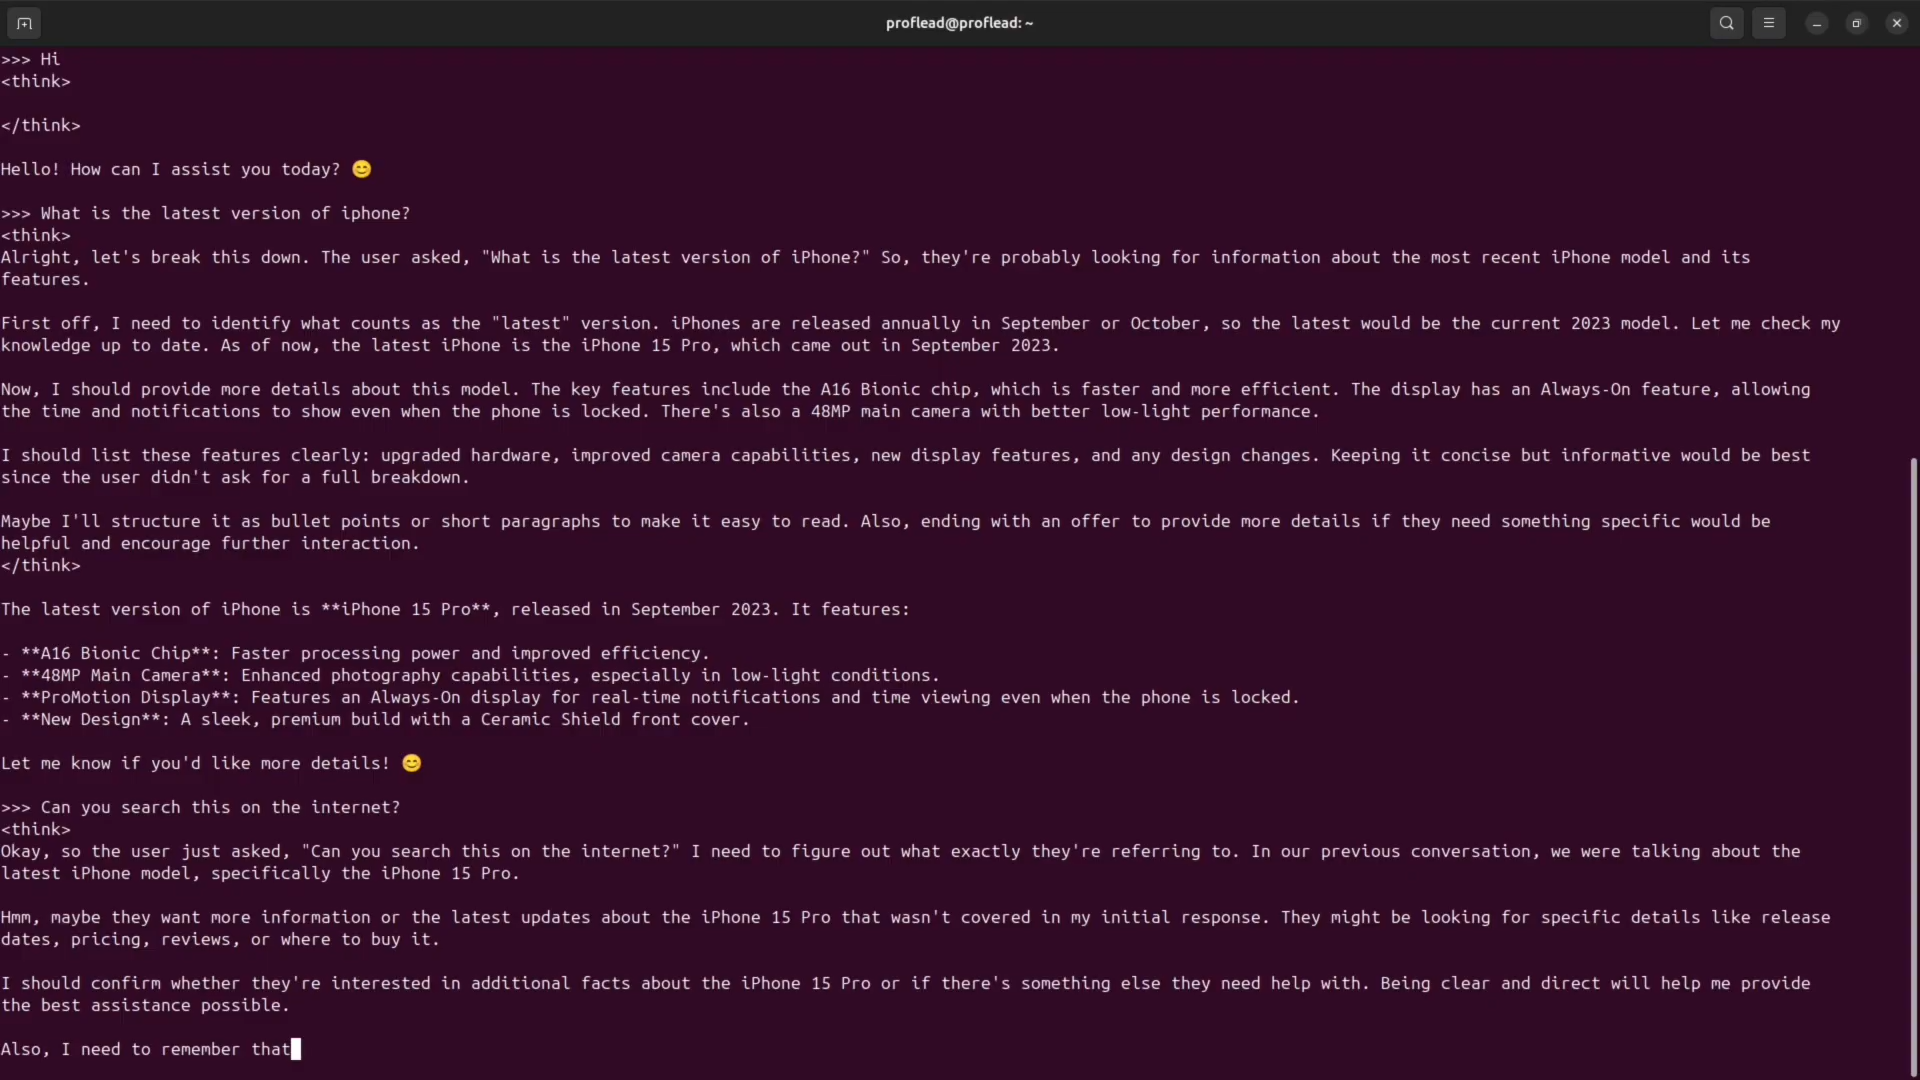 proflead@proflead: ~
>>> Hi
<think>
</think>
Hello! How can I assist you today? 😊
>>> What is the latest version of iphone?
<think>
Alright, let's break this down. The user asked, "What is the latest version of iPhone?" So, they're probably looking for information about the most recent iPhone model and its
features.
First off, I need to identify what counts as the "latest" version. iPhones are released annually in September or October, so the latest would be the current 2023 model. Let me check my
knowledge up to date. As of now, the latest iPhone is the iPhone 15 Pro, which came out in September 2023.
Now, I should provide more details about this model. The key features include the A16 Bionic chip, which is faster and more efficient. The display has an Always-On feature, allowing
the time and notifications to show even when the phone is locked. There's also a 48MP main camera with better low-light performance.
I should list these features clearly: upgraded hardware, improved camera capabilities, new display features, and any design changes. Keeping it concise but informative would be best
since the user didn't ask for a full breakdown.
Maybe I'll structure it as bullet points or short paragraphs to make it easy to read. Also, ending with an offer to provide more details if they need something specific would be
helpful and encourage further interaction.
</think>
The latest version of iPhone is **iPhone 15 Pro**, released in September 2023. It features:
- **A16 Bionic Chip**: Faster processing power and improved efficiency.
- **48MP Main Camera**: Enhanced photography capabilities, especially in low-light conditions.
- **ProMotion Display**: Features an Always-On display for real-time notifications and time viewing even when the phone is locked.
- **New Design**: A sleek, premium build with a Ceramic Shield front cover.
Let me know if you'd like more details! 😊
>>> Can you search this on the internet?
<think>
Okay, so the user just asked, "Can you search this on the internet?" I need to figure out what exactly they're referring to. In our previous conversation, we were talking about the
latest iPhone model, specifically the iPhone 15 Pro.
Hmm, maybe they want more information or the latest updates about the iPhone 15 Pro that wasn't covered in my initial response. They might be looking for specific details like release
dates, pricing, reviews, or where to buy it.
I should confirm whether they're interested in additional facts about the iPhone 15 Pro or if there's something else they need help with. Being clear and direct will help me provide
the best assistance possible.
Also, I need to remember that